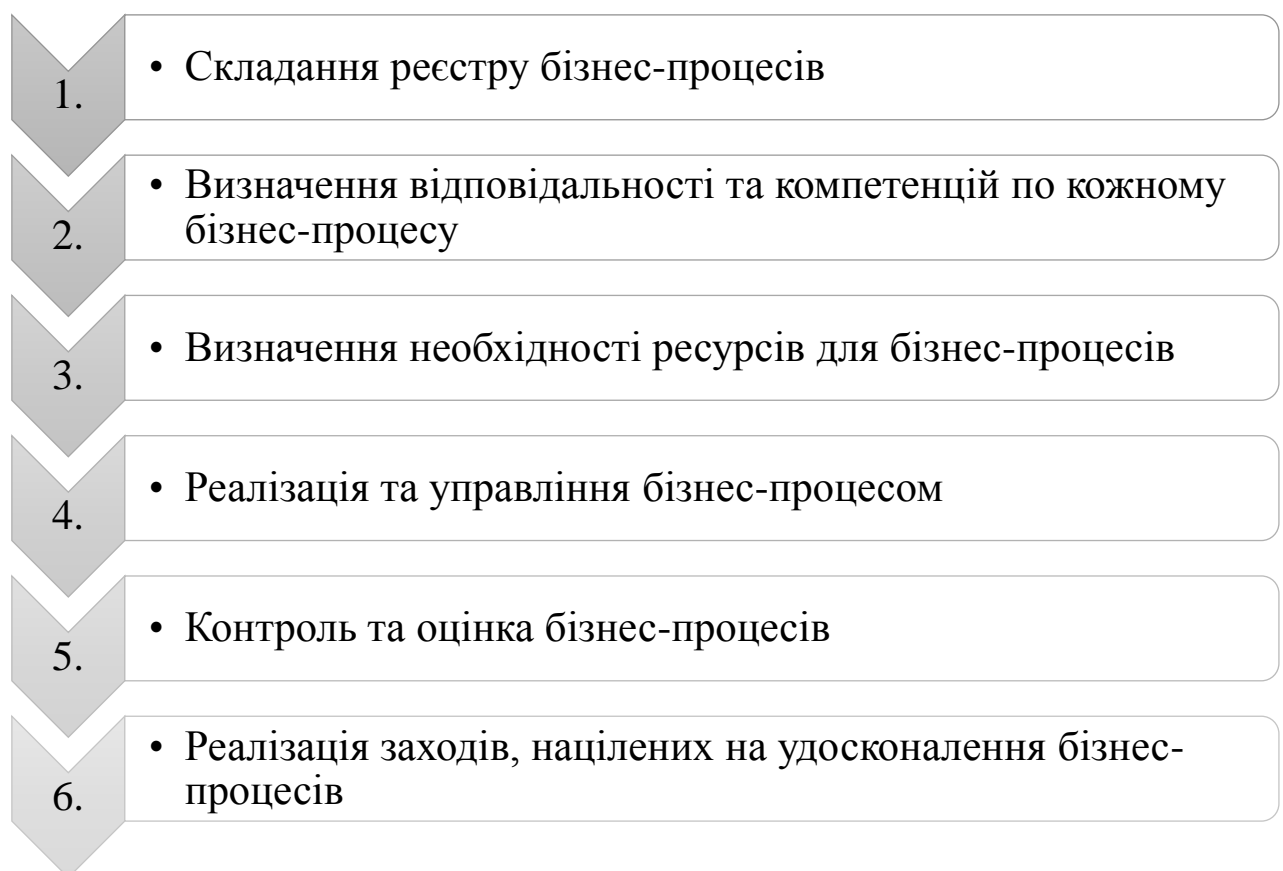 1.
• Складання реєстру бізнес-процесів
2.
• Визначення відповідальності та компетенцій по кожному
бізнес-процесу
3.
• Визначення необхідності ресурсів для бізнес-процесів
4.
• Реалізація та управління бізнес-процесом
5.
• Контроль та оцінка бізнес-процесів
6.
• Реалізація заходів, націлених на удосконалення бізнес-
процесів